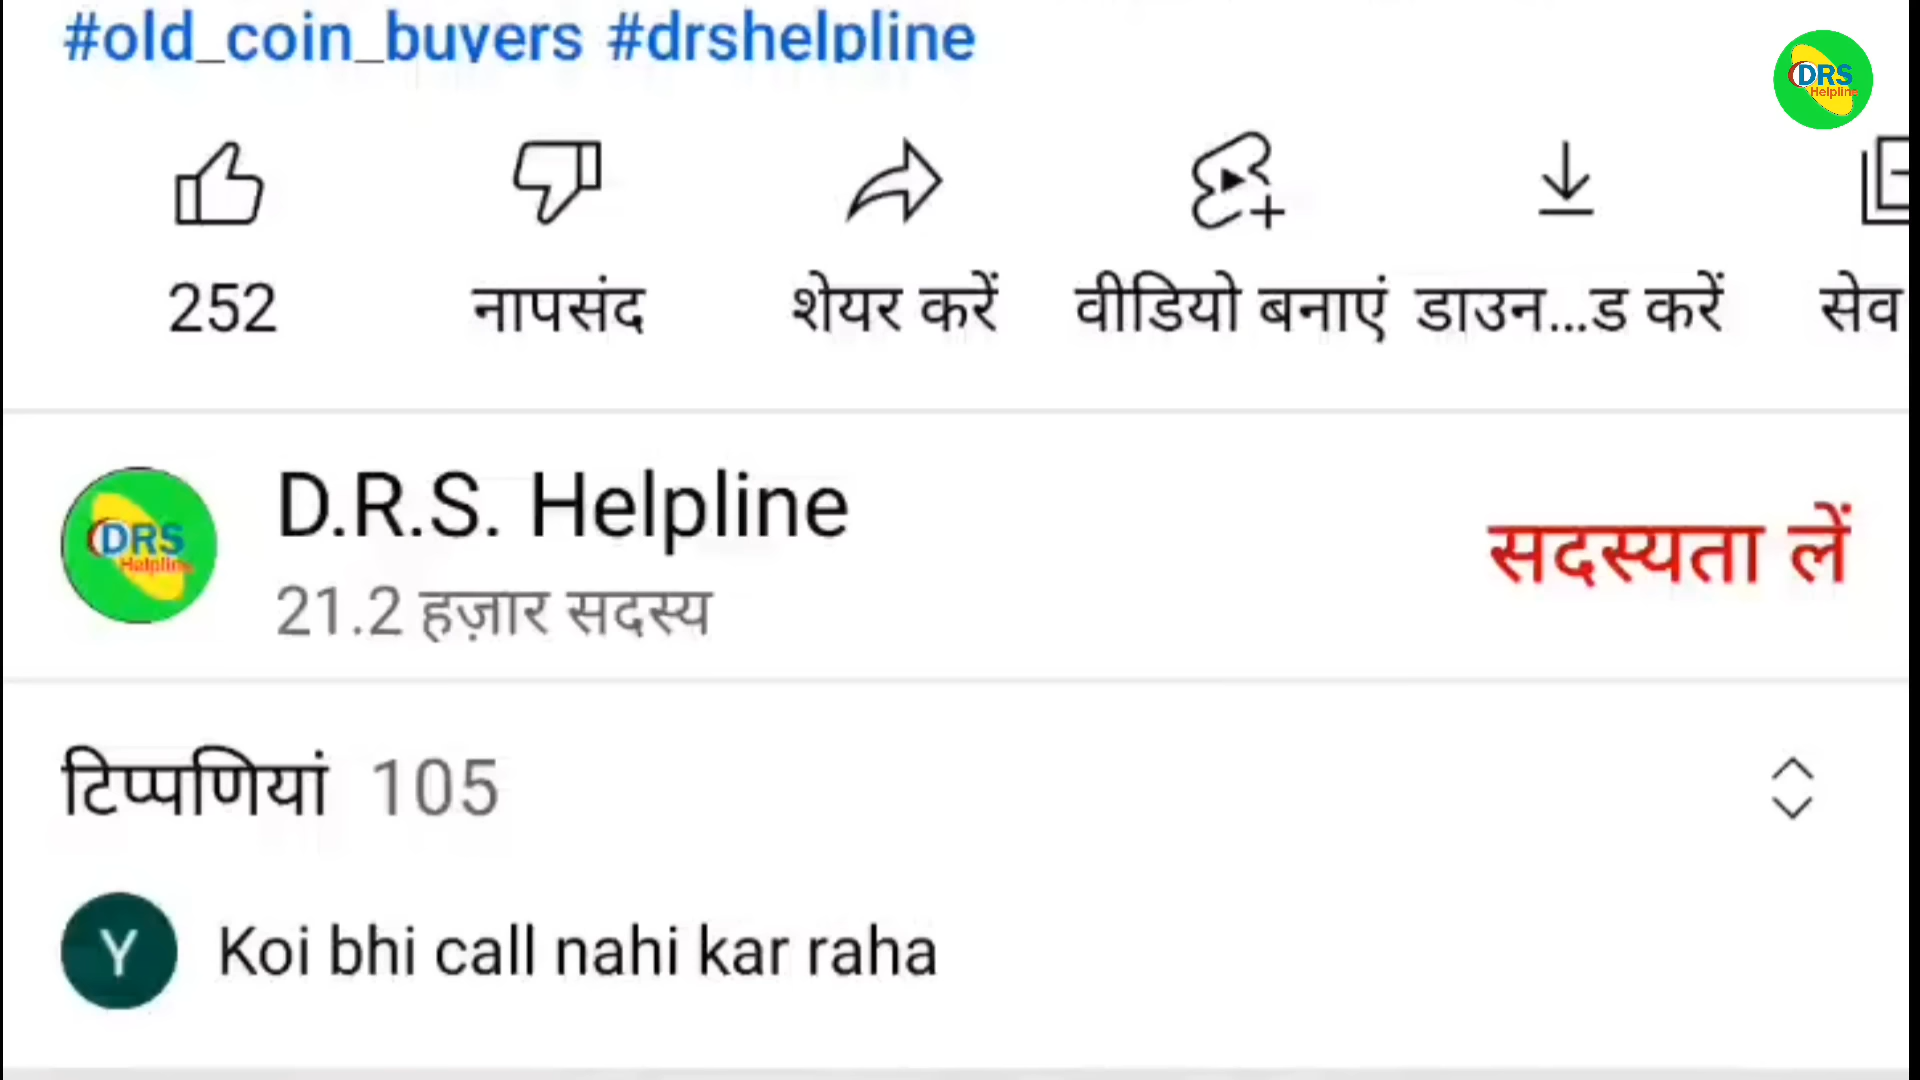 #old_coin_buyers #drshelpline
DRS
Helpline
252
नापसंद
शेयर करें
वीडियो बनाएं
डाउन...ड करें
सेव
DRS
Helpline
D.R.S. Helpline
21.2 हज़ार सदस्य
सदस्यता लें
टिप्पणियां 105
Y
Koi bhi call nahi kar raha